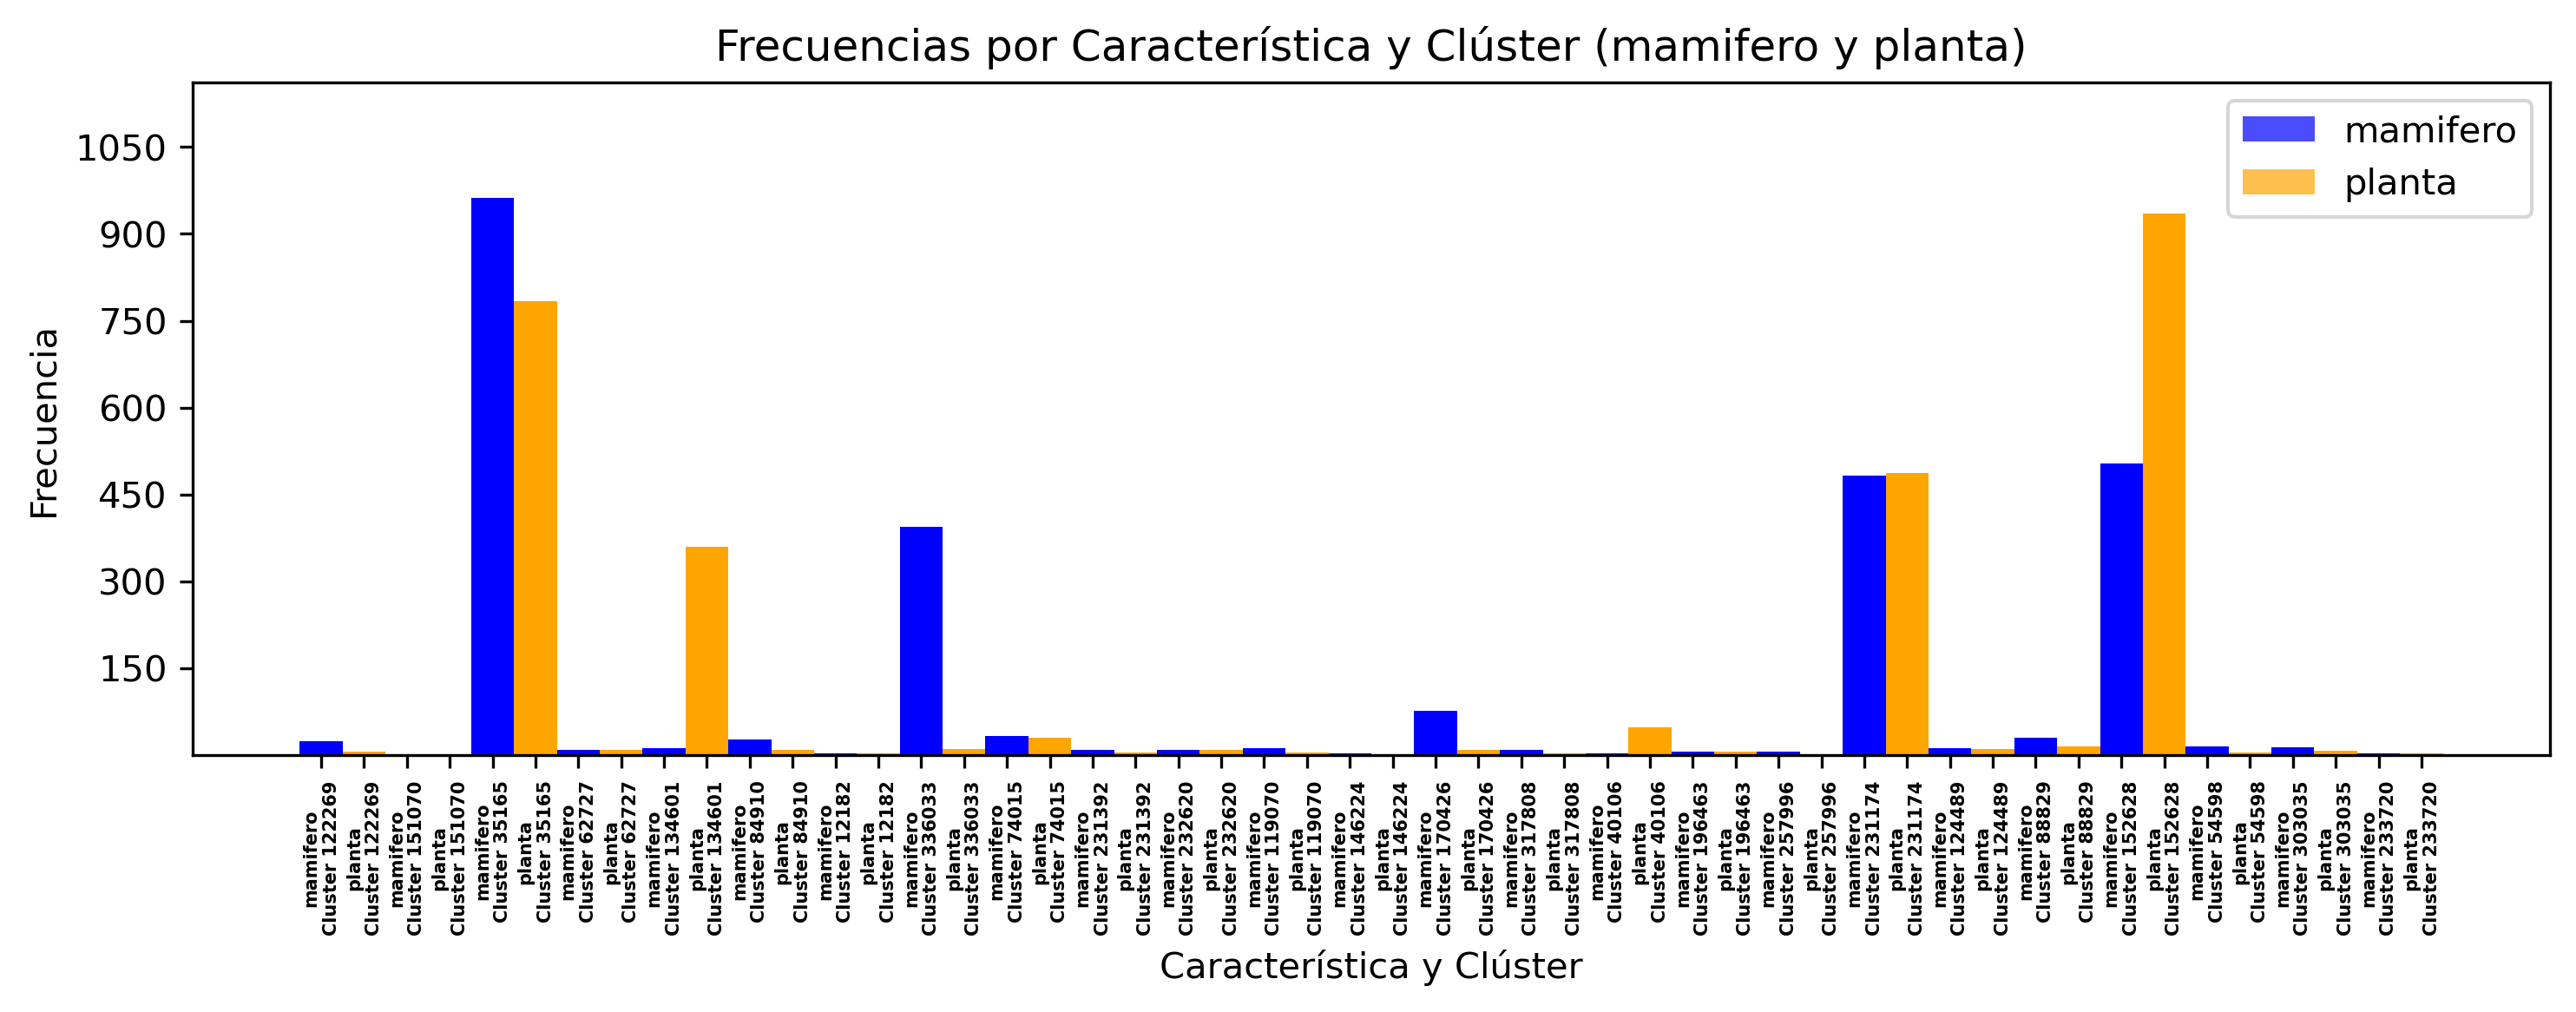 Frecuencias por Característica y Clúster (mamifero y planta)
mamifero
planta
Frecuencia
1050
900
750
600
450
300
150
mamifero
Cluster 1222269
planta
Cluster 1222269
mamifero
Cluster 151070
planta
Cluster 151070
mamifero
Cluster 35165
planta
Cluster 35165
mamifero
Cluster 62727
planta
Cluster 62727
mamifero
Cluster 134601
planta
Cluster 134601
mamifero
Cluster 84910
planta
Cluster 84910
mamifero
Cluster 12182
planta
Cluster 12182
mamifero
Cluster 336033
planta
Cluster 336033
mamifero
Cluster 74015
planta
Cluster 74015
mamifero
Cluster 231392
planta
Cluster 231392
mamifero
Cluster 232620
planta
Cluster 232620
mamifero
Cluster 119070
planta
Cluster 119070
mamifero
Cluster 146224
planta
Cluster 146224
mamifero
Cluster 170426
planta
Cluster 170426
mamifero
Cluster 317808
planta
Cluster 317808
mamifero
Cluster 40106
planta
Cluster 40106
mamifero
Cluster 196463
planta
Cluster 196463
mamifero
Cluster 257996
planta
Cluster 257996
mamifero
Cluster 231174
planta
Cluster 231174
mamifero
Cluster 124489
planta
Cluster 124489
mamifero
Cluster 88829
planta
Cluster 88829
mamifero
Cluster 152628
planta
Cluster 152628
mamifero
Cluster 54598
planta
Cluster 54598
mamifero
Cluster 303035
planta
Cluster 303035
mamifero
Cluster 233720
planta
Cluster 233720
Característica y Clúster